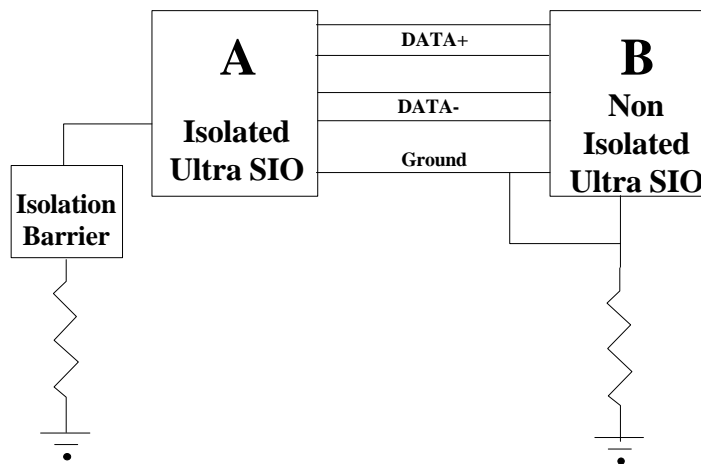 A
Isolated
Ultra SIO
DATA+
DATA-
Ground
B
Non
Isolated
Ultra SIO
Isolation
Barrier